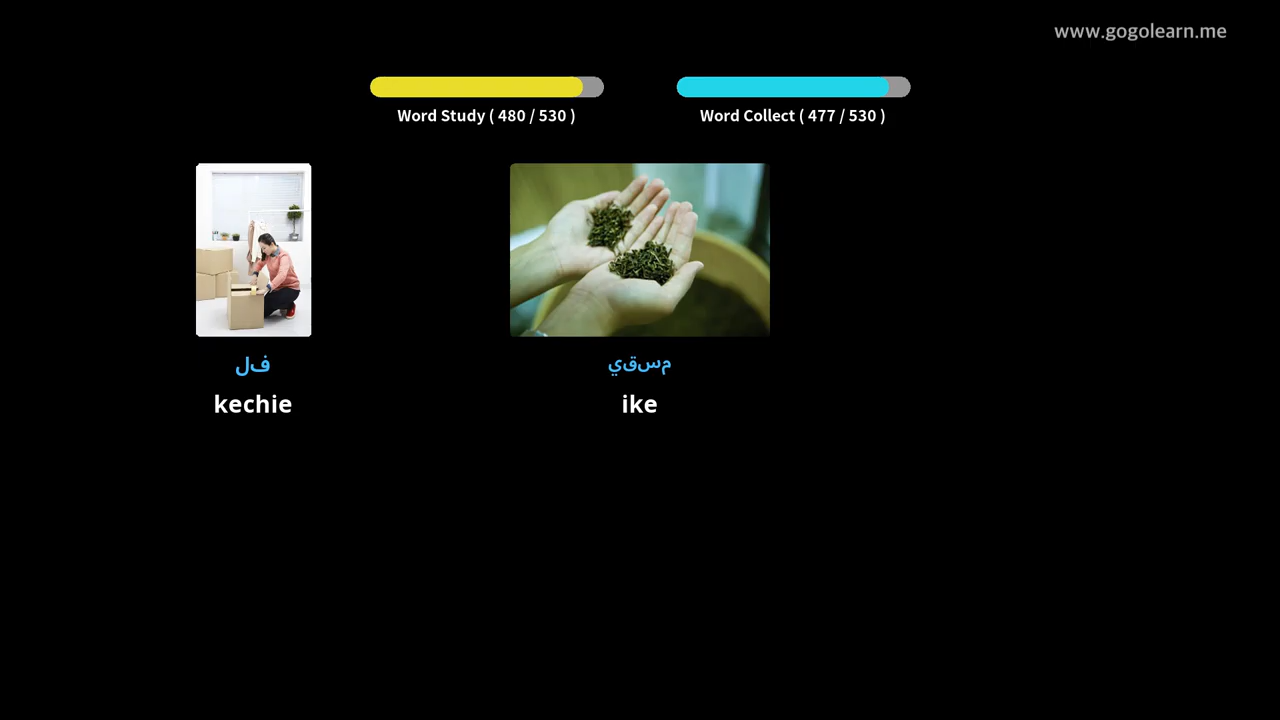 www.gogolearn.me
Word Study ( 480 / 530 )
Word Collect ( 477 / 530 )
فل
kechie
مسقي
ike